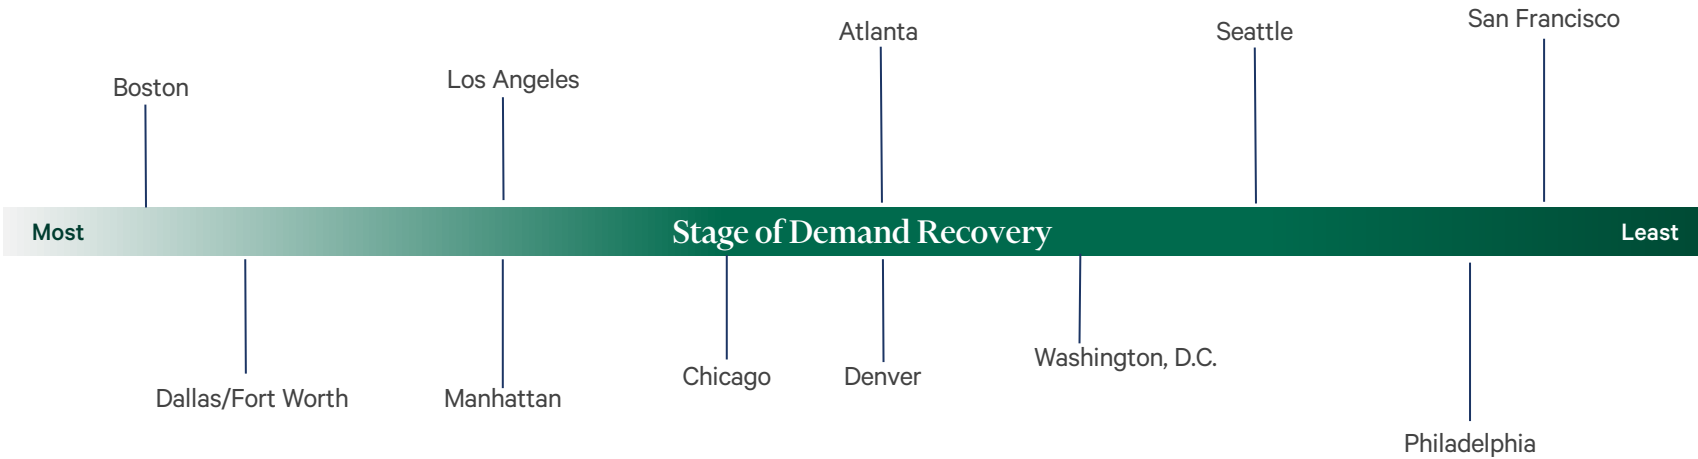 San Francisco
Atlanta
Seattle
Los Angeles
Boston
Most
Stage of Demand Recovery
Least
Washington, D.C.
Chicago
Denver
Dallas/Fort Worth
Manhattan
Philadelphia